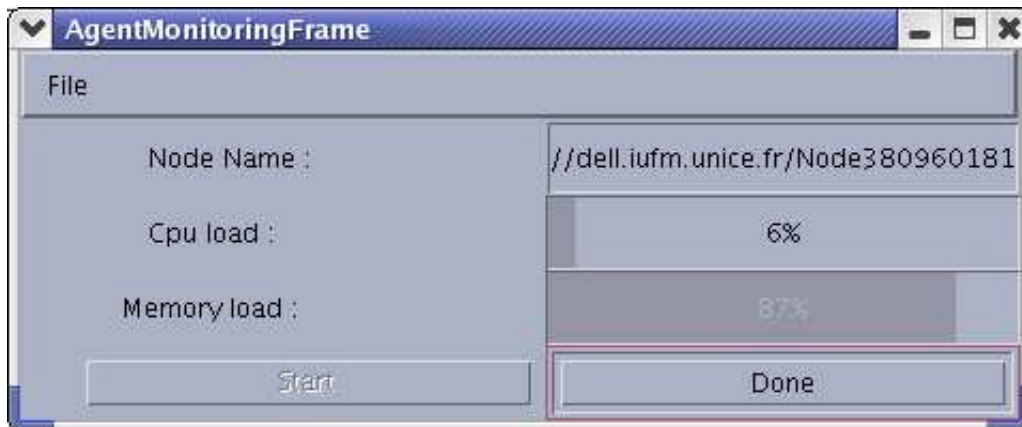 AgentMonitoringFrame
File
Node Name : //dell.iufm.unice.fr/Node380960181
Cpu load : 6%
Memory load : 87%
Start Done